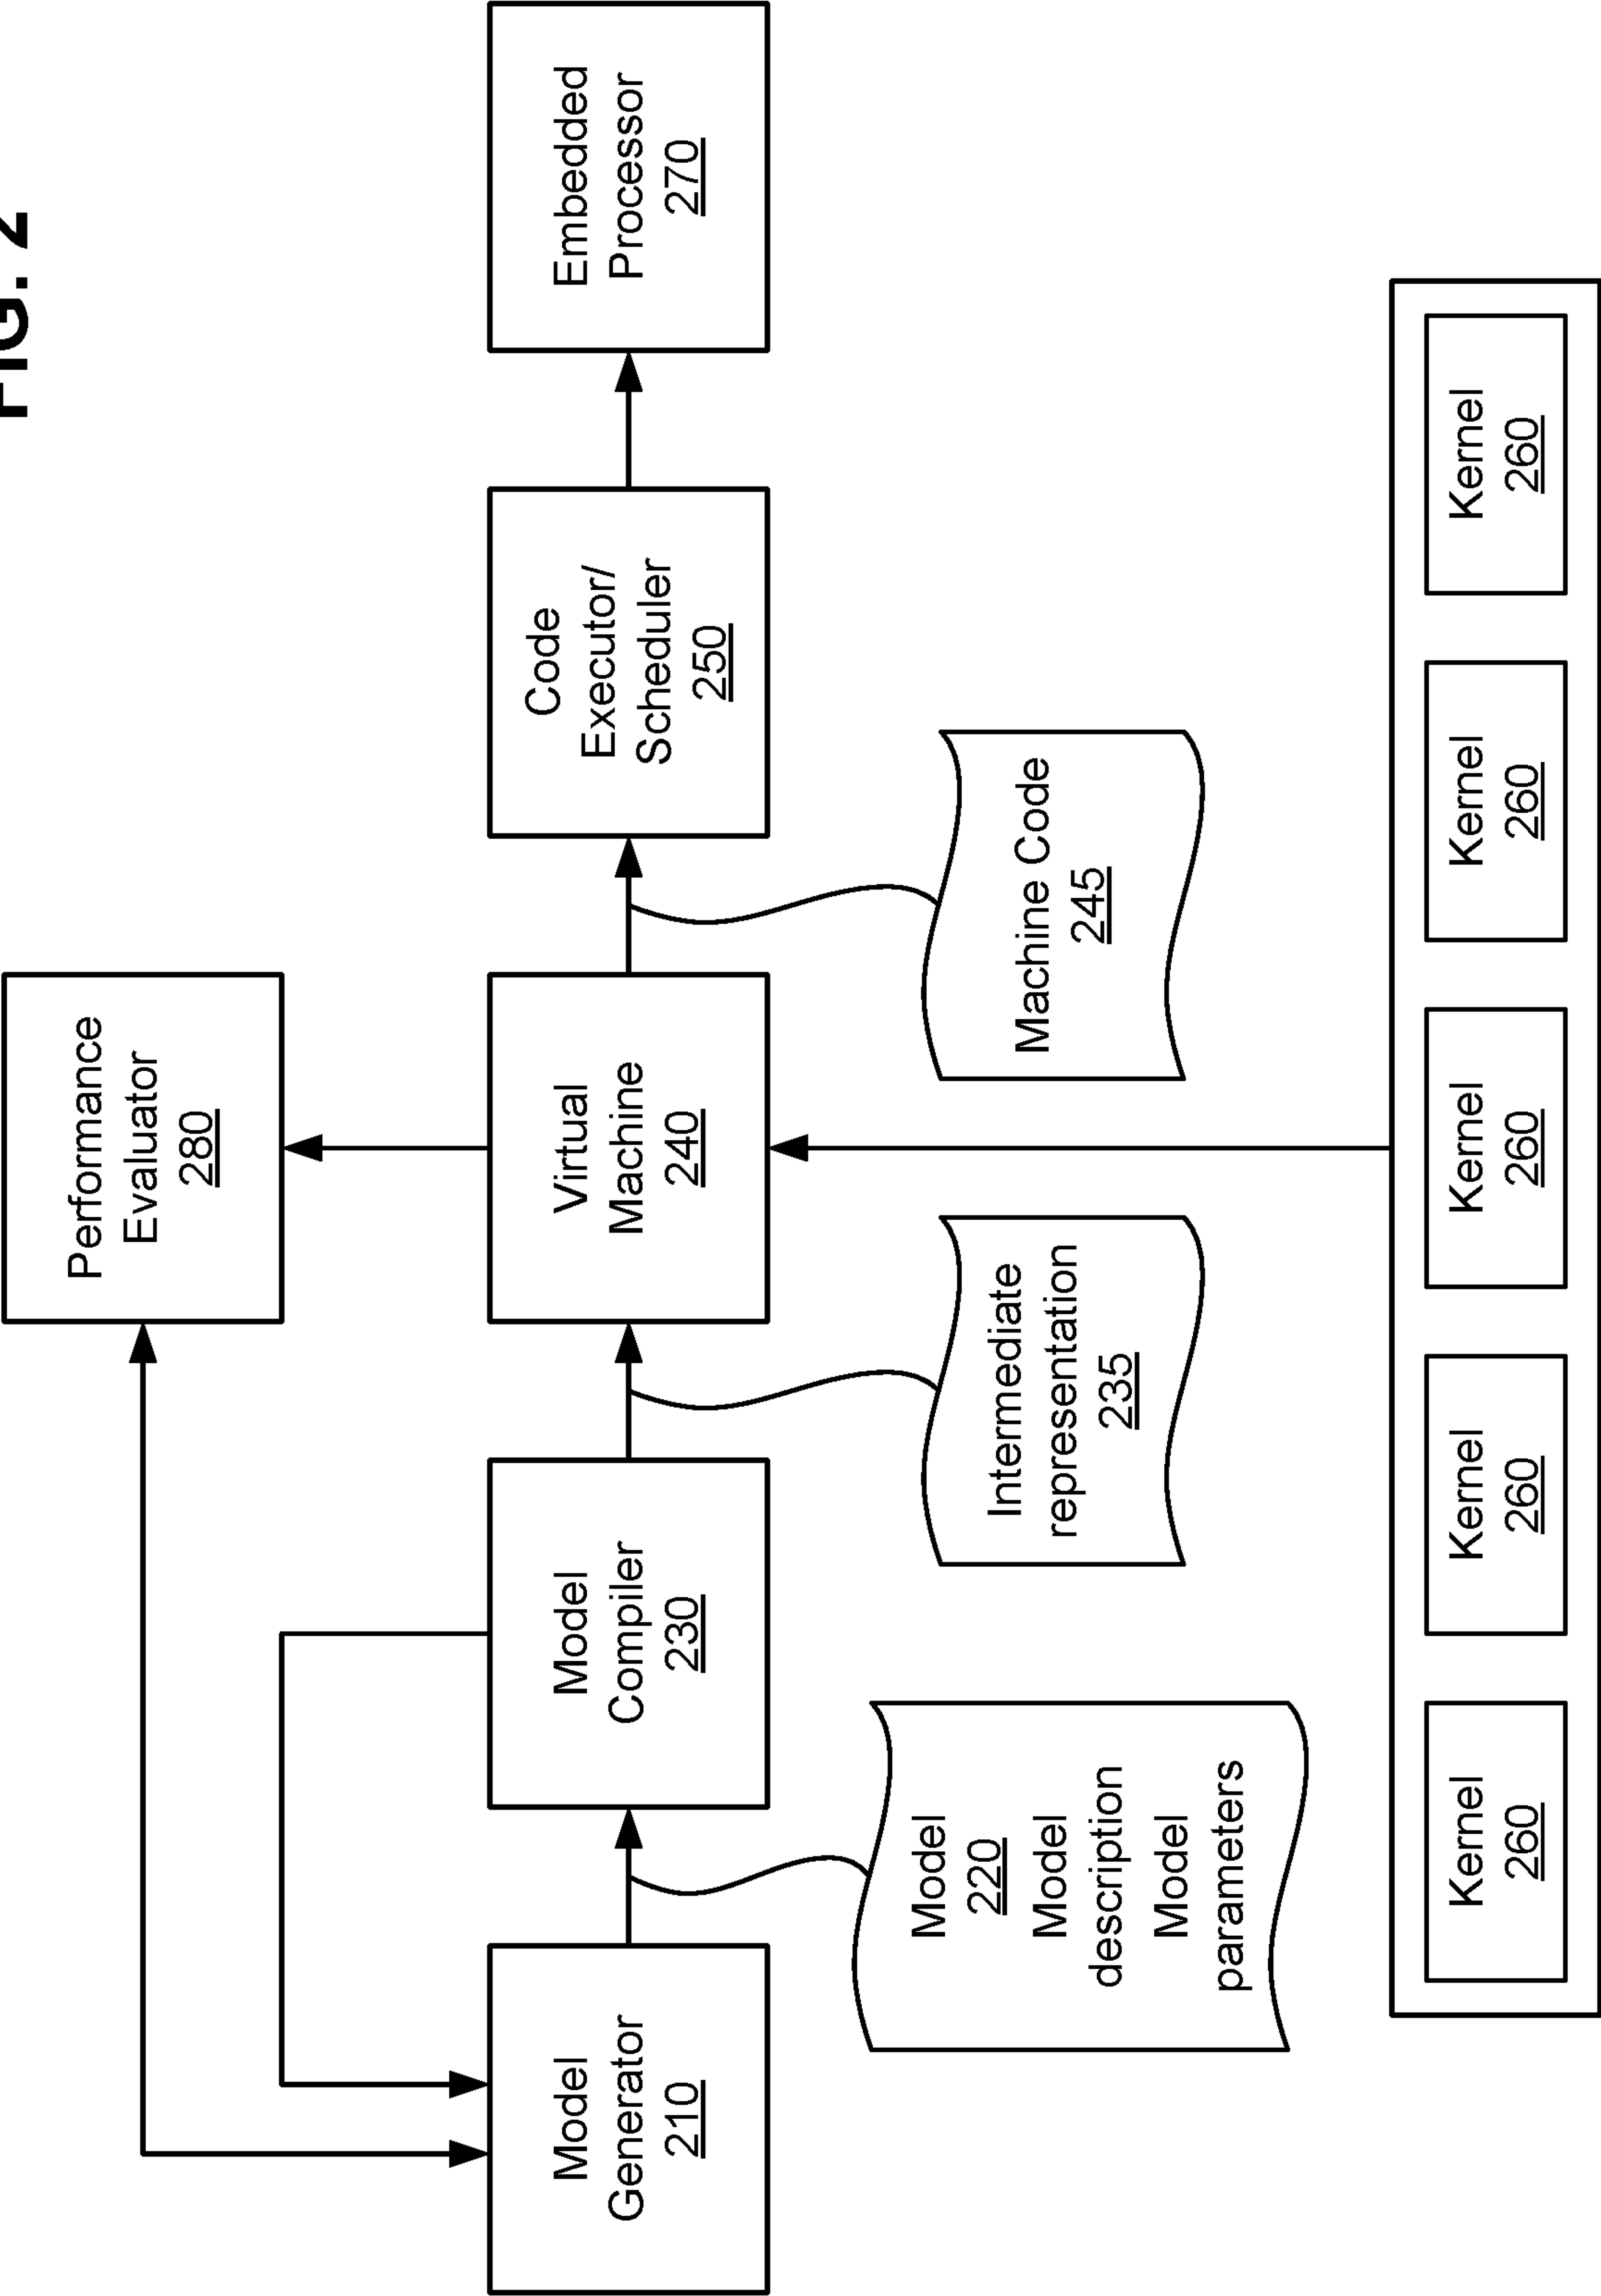 FIG. 2
Performance
Evaluator
280
Model
Generator
210
Model
Compiler
230
Virtual
Machine
240
Code
Executor/
Scheduler
250
Embedded
Processor
270
Model
220
Model
description
Model
parameters
Intermediate
representation
235
Machine Code
245
Kernel
260
Kernel
260
Kernel
260
Kernel
260
Kernel
260